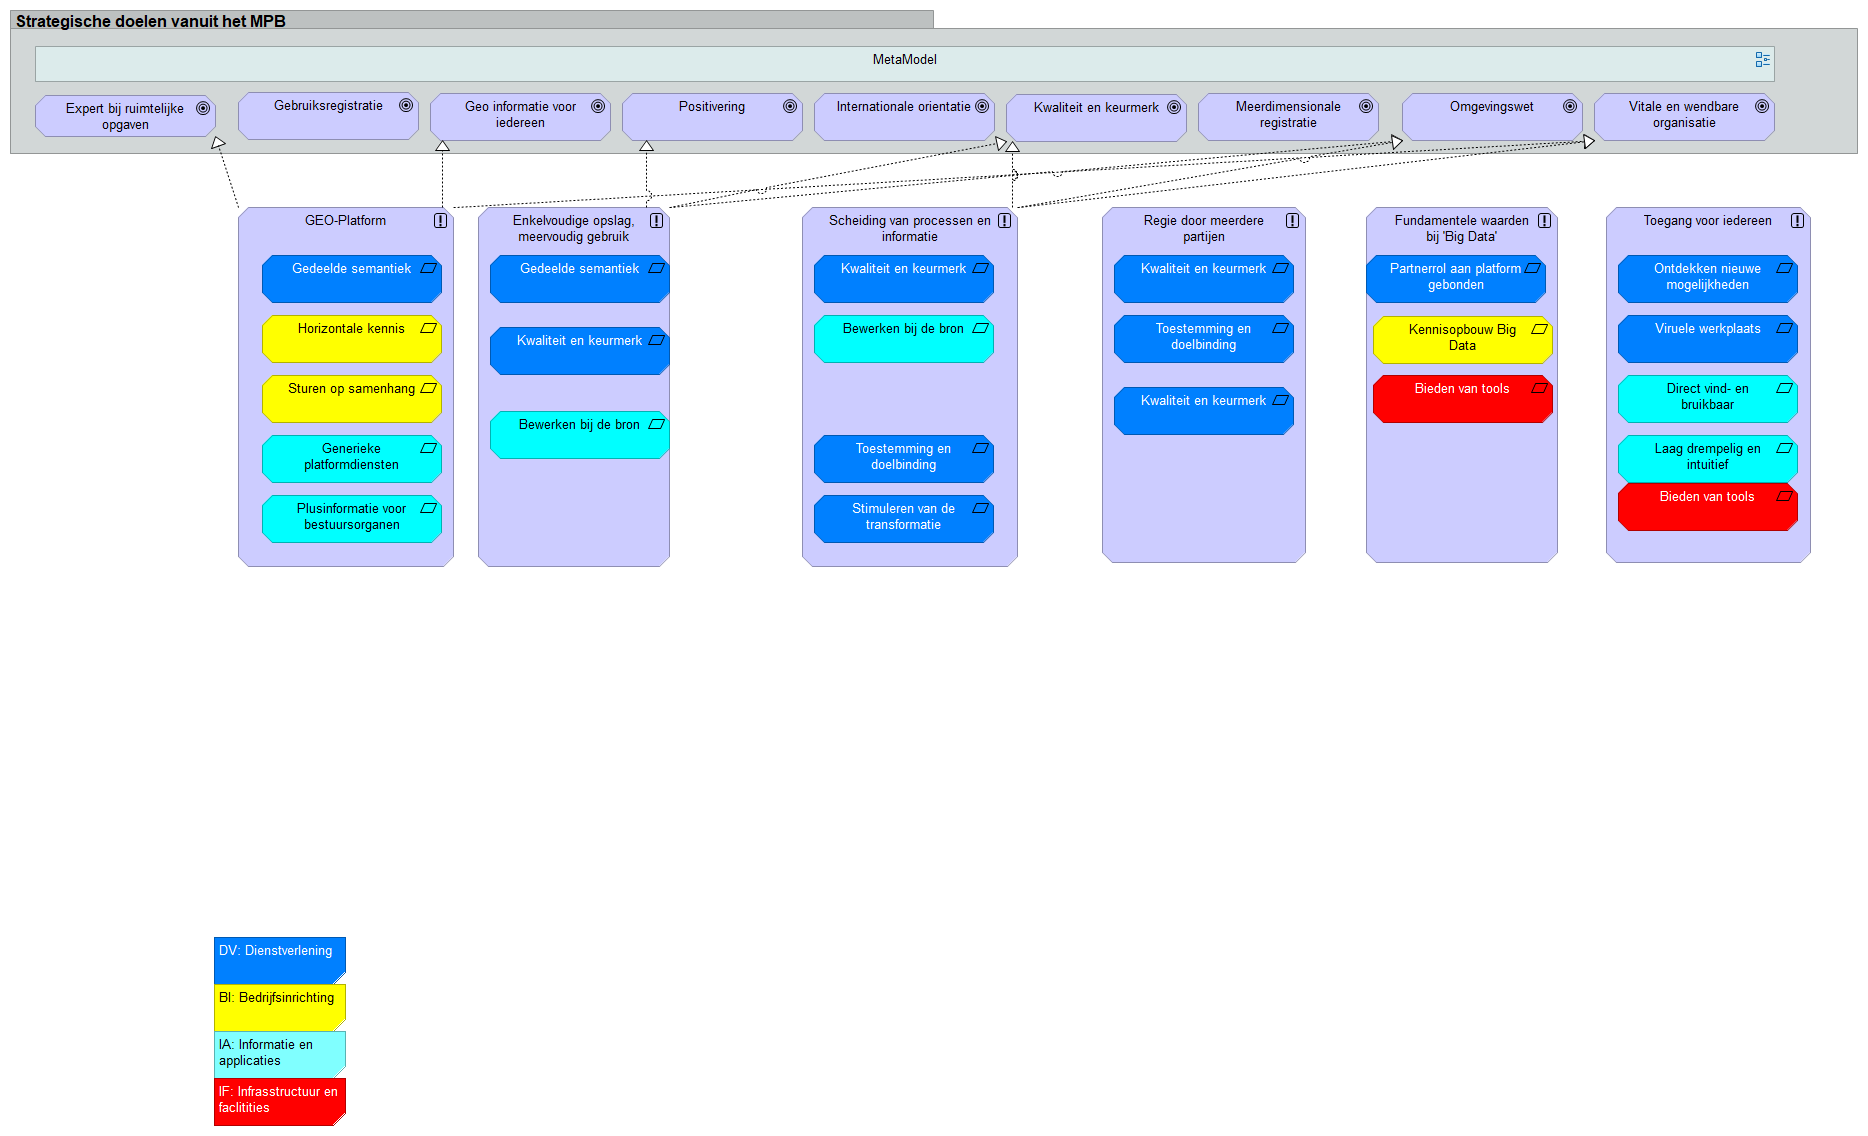 Strategische doelen vanuit het MPB
MetaModel
Expert bij ruimtelijke
opgaven
Gebruiksregistratie
Geo informatie voor
iedereen
Positivering
Internationale orientatie
Kwaliteit en keurmerk
Meerdimensionale
registratie
Omgevingswet
Vitale en wendbare
organisatie
GEO-Platform
Gedeelde semantiek
Horizontale kennis
Sturen op samenhang
Generieke
platformdiensten
Plusinformatie voor
bestuursorganen
Enkelvoudige opslag,
meervoudig gebruik
Gedeelde semantiek
Kwaliteit en keurmerk
Bewerken bij de bron
Scheiding van processen en
informatie
Kwaliteit en keurmerk
Bewerken bij de bron
Toestemming en
doelbinding
Stimuleren van de
transformatie
Regie door meerdere
partijen
Kwaliteit en keurmerk
Toestemming en
doelbinding
Kwaliteit en keurmerk
Fundamentele waarden
bij 'Big Data'
Partnerrol aan platform
gebonden
Kennisopbouw Big
Data
Bieden van tools
Toegang voor iedereen
Ontdekken nieuwe
mogelijkheden
Viruele werkplaats
Direct vind- en
bruikbaar
Laag drempelig en
intuitief
Bieden van tools
DV: Dienstverlening
BI: Bedrijfsinrichting
IA: Informatie en
applicaties
IF: Infrasstructuur en
faclitities